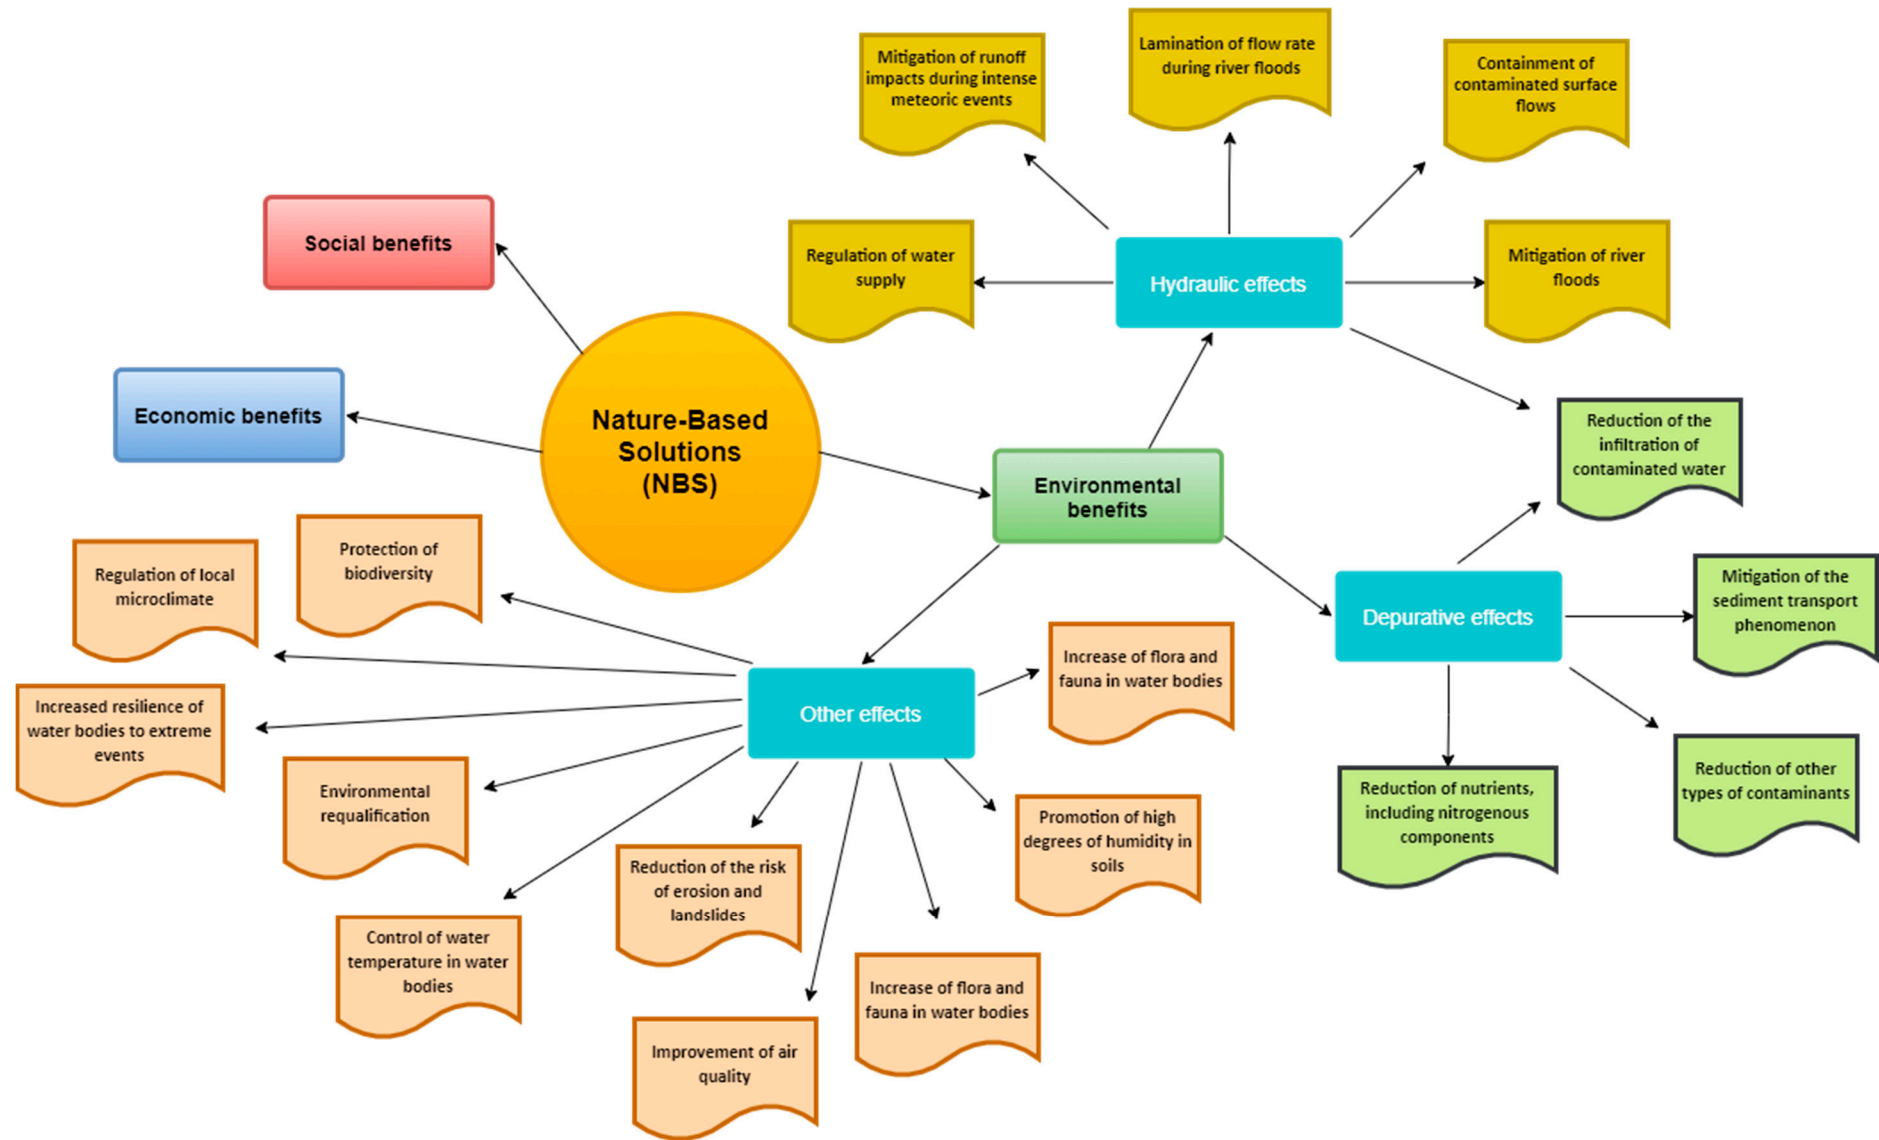 Mitigation of runoff
impacts during intense
meteoric events
Lamination of flow rate
during river floods
Containment of
contaminated surface
flows
Social benefits
Regulation of water
supply
Hydraulic effects
Mitigation of river
floods
Economic benefits
Nature-Based
Solutions
(NBS)
Environmental
benefits
Reduction of the
infiltration of
contaminated water
Regulation of local
microclimate
Protection of
biodiversity
Depurative effects
Mitigation of the
sediment transport
phenomenon
Increased resilience of
water bodies to extreme
events
Other effects
Increase of flora and
fauna in water bodies
Environmental
requalification
Reduction of nutrients,
including nitrogenous
components
Reduction of other
types of contaminants
Control of water
temperature in water
bodies
Reduction of the risk
of erosion and
landslides
Promotion of high
degrees of humidity in
soils
Improvement of air
quality
Increase of flora and
fauna in water bodies